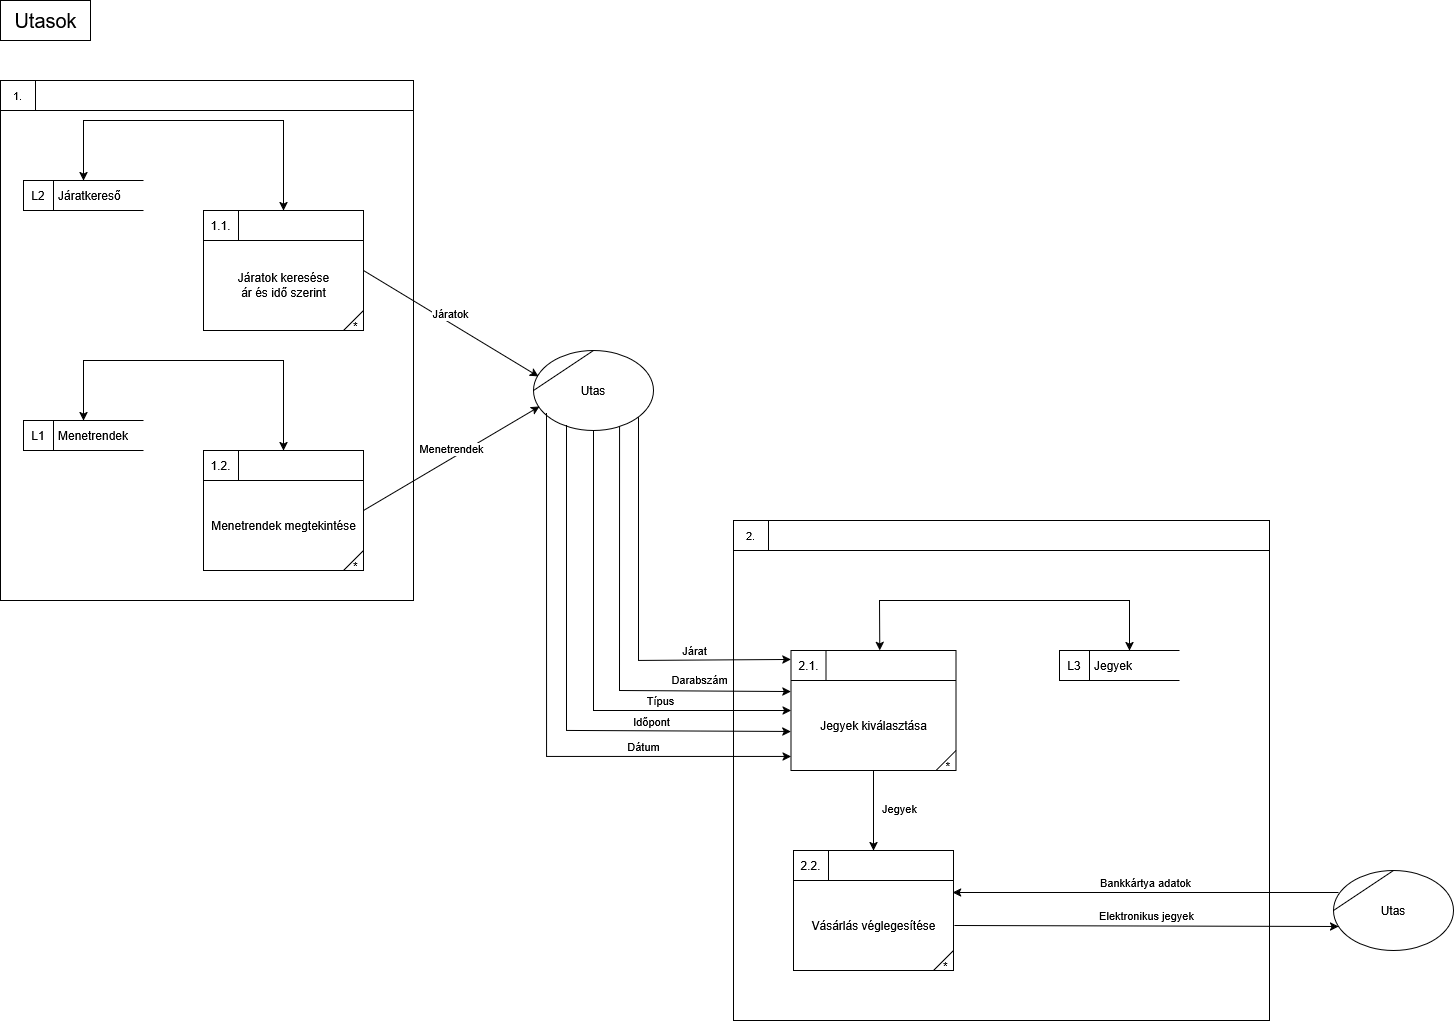 Utasok
1.
L2 Járatkereső
1.1.
Járatok keresése
ár és idő szerint
*
Járatok
Utas
L1 Menetrendek
1.2.
Menetrendek megtekintése
*
Menetrendek
2.
Járat
Darabszám
Típus
Időpont
Dátum
2.1.
Jegyek kiválasztása
*
L3 Jegyek
Jegyek
2.2.
Vásárlás véglegesítése
*
Bankkártya adatok
Elektronikus jegyek
Utas